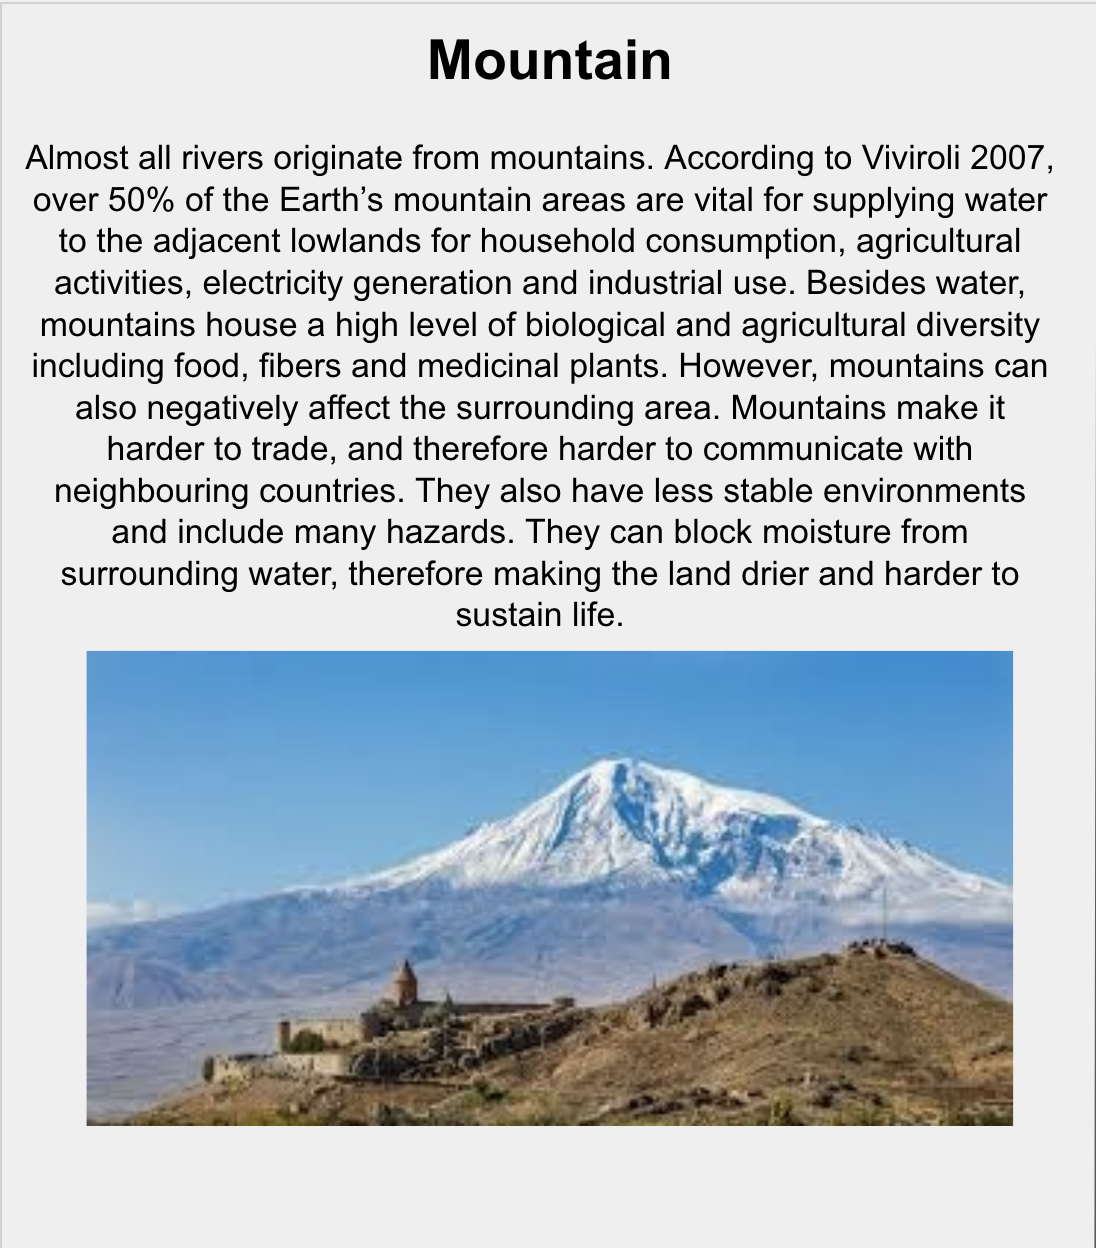 Mountain
Almost all rivers originate from mountains. According to Viviroli 2007,
over 50% of the Earth’s mountain areas are vital for supplying water
to the adjacent lowlands for household consumption, agricultural
activities, electricity generation and industrial use. Besides water,
mountains house a high level of biological and agricultural diversity
including food, fibers and medicinal plants. However, mountains can
also negatively affect the surrounding area. Mountains make it
harder to trade, and therefore harder to communicate with
neighbouring countries. They also have less stable environments
and include many hazards. They can block moisture from
surrounding water, therefore making the land drier and harder to
sustain life.